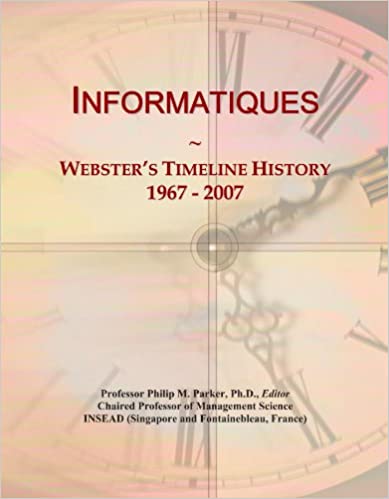 INFORMATIQUES
~
WEBSTER'S TIMELINE HISTORY
1967 - 2007
Professor Philip M. Parker, Ph.D., Editor
Chaired Professor of Management Science
INSEAD (Singapore and Fontainebleau, France)